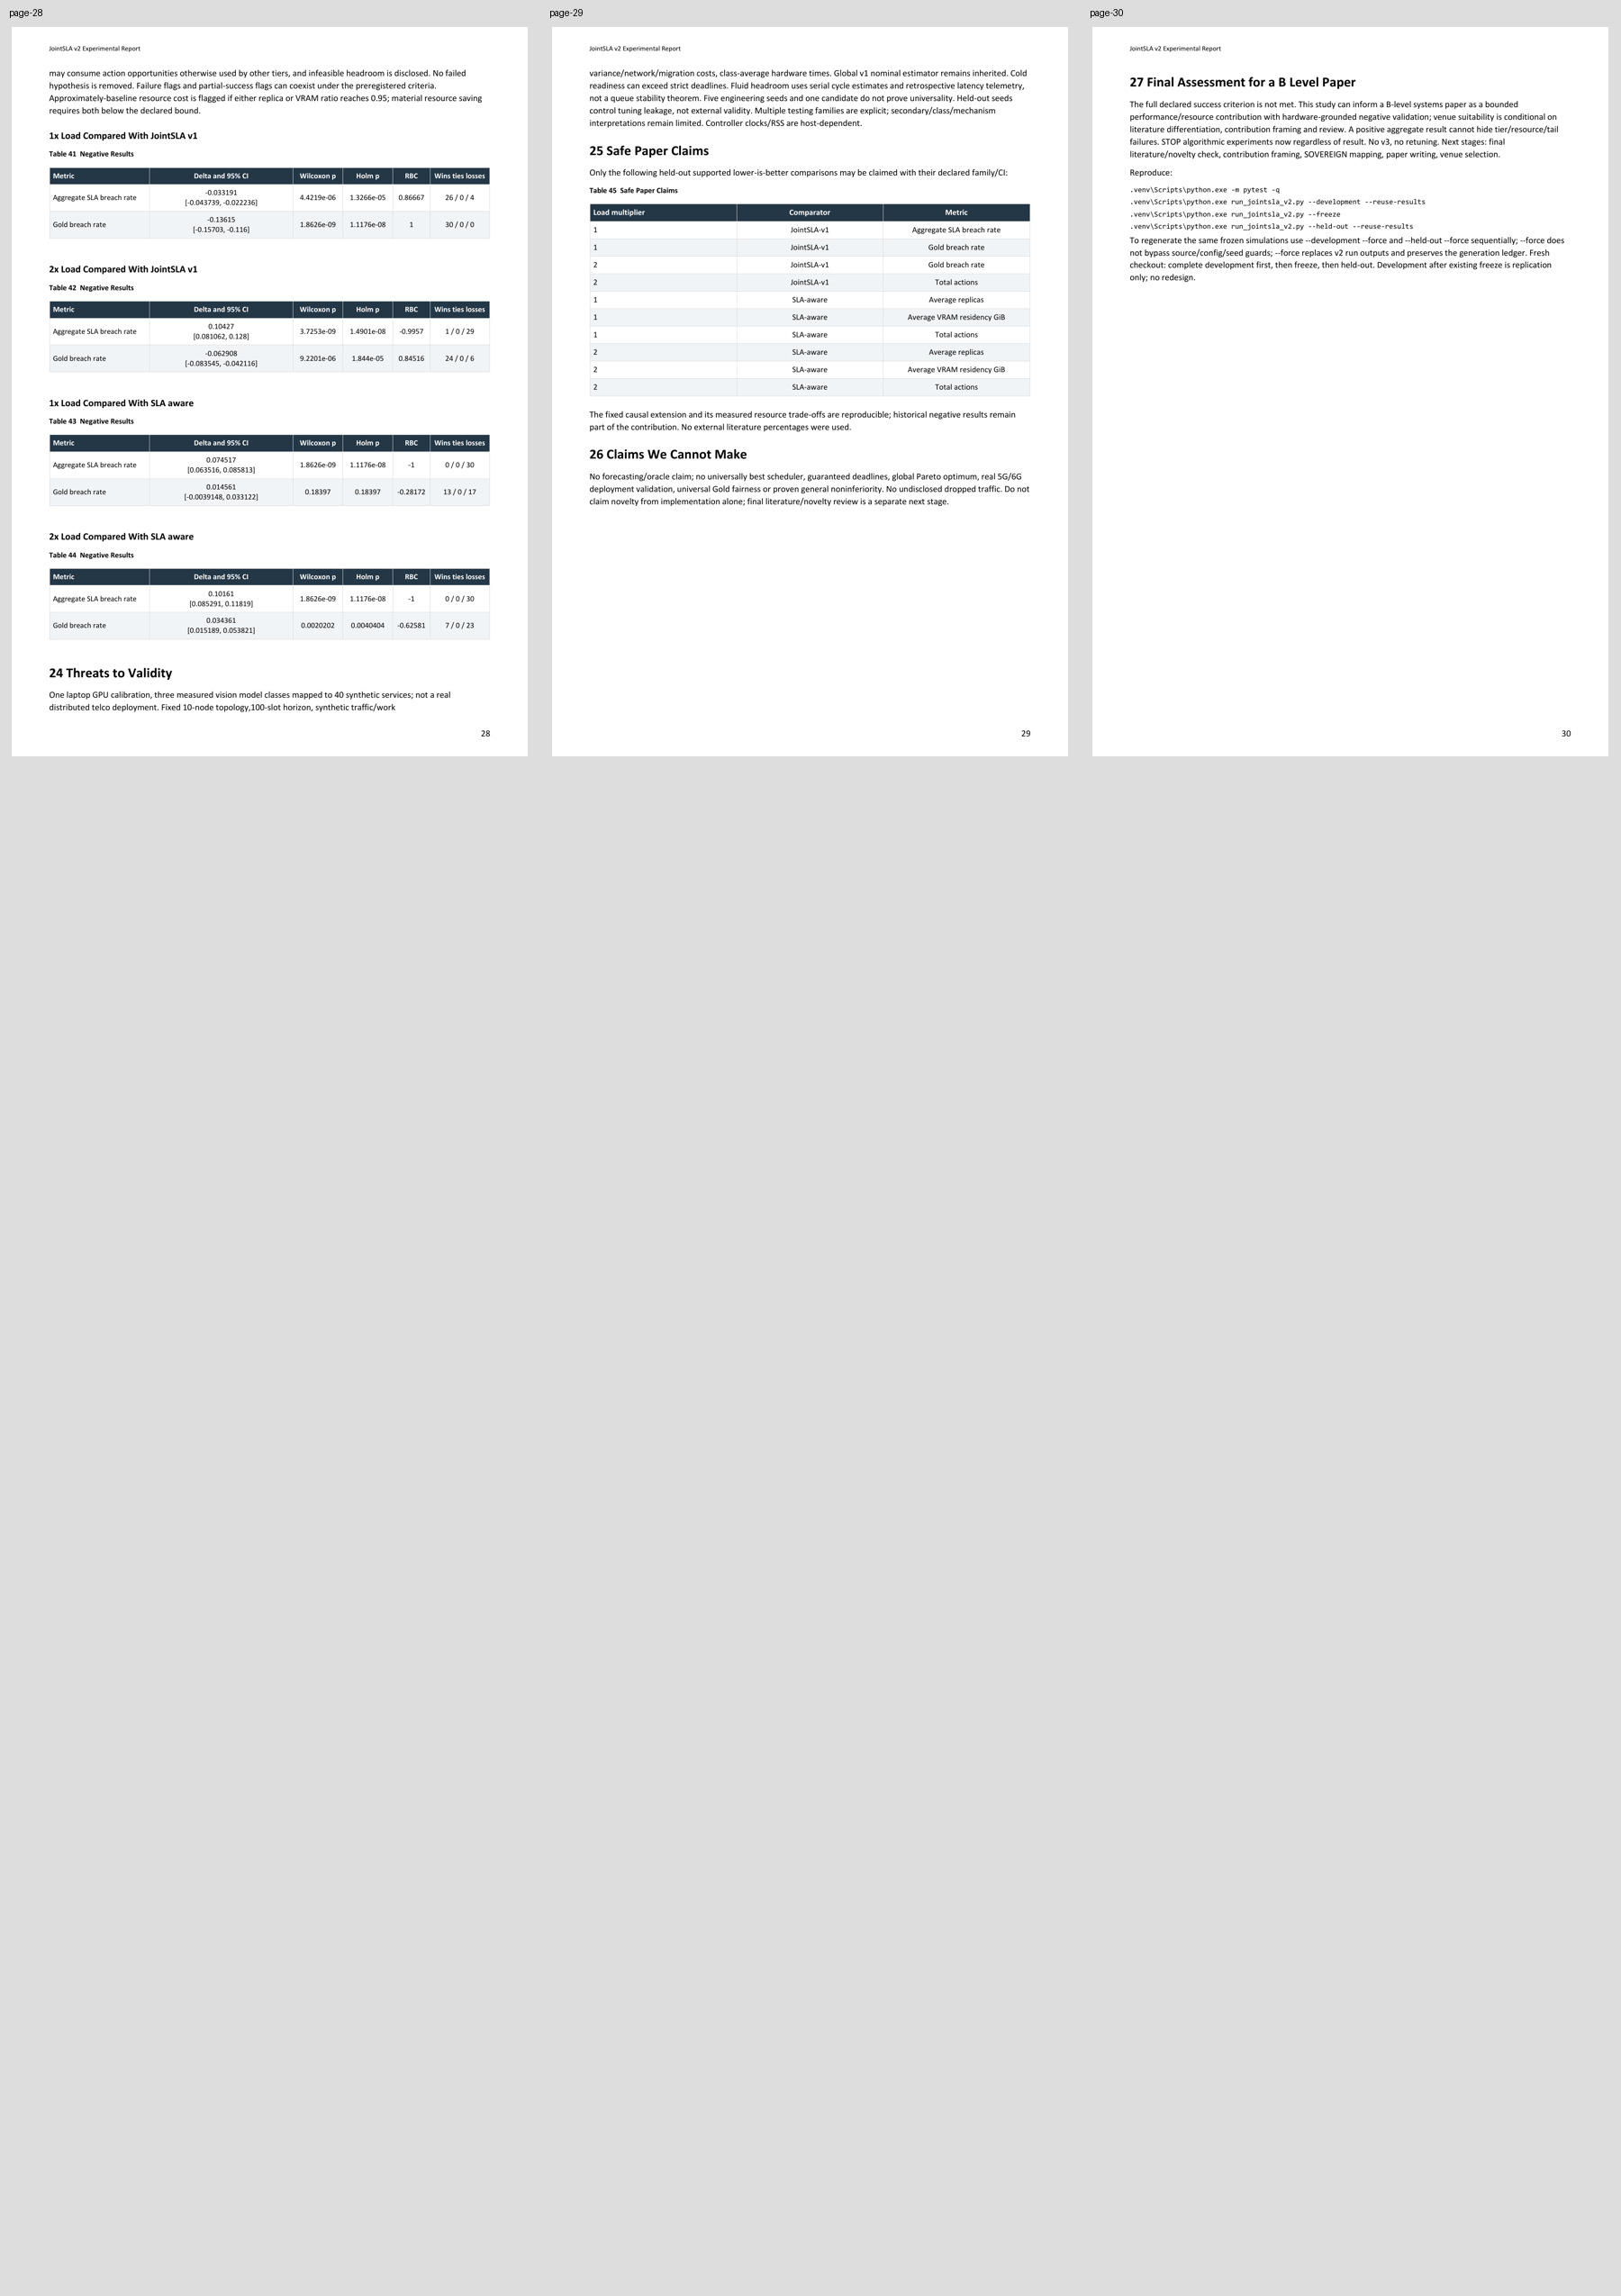 page-28
JointSLA v2 Experimental Report
may consume action opportunities otherwise used by other tiers, and infeasible headroom is disclosed. No failed
hypothesis is removed. Failure flags and partial-success flags can coexist under the preregistered criteria.
Approximately-baseline resource cost is flagged if either replica or VRAM ratio reaches 0.95; material resource saving
requires both below the declared bound.
1x Load Compared With JointSLA v1
Table 41 Negative Results
Metric Delta and 95% CI Wilcoxon p Holm p RBC Wins ties losses
Aggregate SLA breach rate -0.033191 [-0.043739, -0.022236] 4.4219e-06 1.3266e-05 0.86667 26 / 0 / 4
Gold breach rate -0.13615 [-0.15703, -0.116] 1.8626e-09 1.1176e-08 1 30 / 0 / 0
2x Load Compared With JointSLA v1
Table 42 Negative Results
Metric Delta and 95% CI Wilcoxon p Holm p RBC Wins ties losses
Aggregate SLA breach rate 0.10427 [0.081062, 0.128] 3.7253e-09 1.4901e-08 -0.9957 1 / 0 / 29
Gold breach rate -0.062908 [-0.083545, -0.042116] 9.2201e-06 1.844e-05 0.84516 24 / 0 / 6
1x Load Compared With SLA aware
Table 43 Negative Results
Metric Delta and 95% CI Wilcoxon p Holm p RBC Wins ties losses
Aggregate SLA breach rate 0.074517 [0.063516, 0.085813] 1.8626e-09 1.1176e-08 -1 0 / 0 / 30
Gold breach rate 0.014561 [-0.0039148, 0.033122] 0.18397 0.18397 -0.28172 13 / 0 / 17
2x Load Compared With SLA aware
Table 44 Negative Results
Metric Delta and 95% CI Wilcoxon p Holm p RBC Wins ties losses
Aggregate SLA breach rate 0.10161 [0.085291, 0.11819] 1.8626e-09 1.1176e-08 -1 0 / 0 / 30
Gold breach rate 0.034361 [0.015189, 0.053821] 0.0020202 0.0040404 -0.62581 7 / 0 / 23
24 Threats to Validity
One laptop GPU calibration, three measured vision model classes mapped to 40 synthetic services; not a real
distributed telco deployment. Fixed 10-node topology,100-slot horizon, synthetic traffic/work
28
page-29
JointSLA v2 Experimental Report
variance/network/migration costs, class-average hardware times. Global v1 nominal estimator remains inherited. Cold
readiness can exceed strict deadlines. Fluid headroom uses serial cycle estimates and retrospective latency telemetry,
not a queue stability theorem. Five engineering seeds and one candidate do not prove universality. Held-out seeds
control tuning leakage, not external validity. Multiple testing families are explicit; secondary/class/mechanism
interpretations remain limited. Controller clocks/RSS are host-dependent.
25 Safe Paper Claims
Only the following held-out supported lower-is-better comparisons may be claimed with their declared family/CI:
Table 45 Safe Paper Claims
Load multiplier Comparator Metric
1 JointSLA-v1 Aggregate SLA breach rate
1 JointSLA-v1 Gold breach rate
2 JointSLA-v1 Gold breach rate
2 JointSLA-v1 Total actions
1 SLA-aware Average replicas
1 SLA-aware Average VRAM residency GiB
1 SLA-aware Total actions
2 SLA-aware Average replicas
2 SLA-aware Average VRAM residency GiB
2 SLA-aware Total actions
The fixed causal extension and its measured resource trade-offs are reproducible; historical negative results remain
part of the contribution. No external literature percentages were used.
26 Claims We Cannot Make
No forecasting/oracle claim; no universally best scheduler, guaranteed deadlines, global Pareto optimum, real 5G/6G
deployment validation, universal Gold fairness or proven general noninferiority. No undisclosed dropped traffic. Do not
claim novelty from implementation alone; final literature/novelty review is a separate next stage.
29
page-30
JointSLA v2 Experimental Report
27 Final Assessment for a B Level Paper
The full declared success criterion is not met. This study can inform a B-level systems paper as a bounded
performance/resource contribution with hardware-grounded negative validation; venue suitability is conditional on
literature differentiation, contribution framing and review. A positive aggregate result cannot hide tier/resource/tail
failures. STOP algorithmic experiments now regardless of result. No v3, no retuning. Next stages: final
literature/novelty check, contribution framing, SOVEREIGN mapping, paper writing, venue selection.
Reproduce:
.venv\Scripts\python.exe -m pytest -q
.venv\Scripts\python.exe run_jointsla_v2.py --development --reuse-results
.venv\Scripts\python.exe run_jointsla_v2.py --freeze
.venv\Scripts\python.exe run_jointsla_v2.py --held-out --reuse-results
To regenerate the same frozen simulations use --development --force and --held-out --force sequentially; --force does
not bypass source/config/seed guards; --force replaces v2 run outputs and preserves the generation ledger. Fresh
checkout: complete development first, then freeze, then held-out. Development after existing freeze is replication
only; no redesign.
30